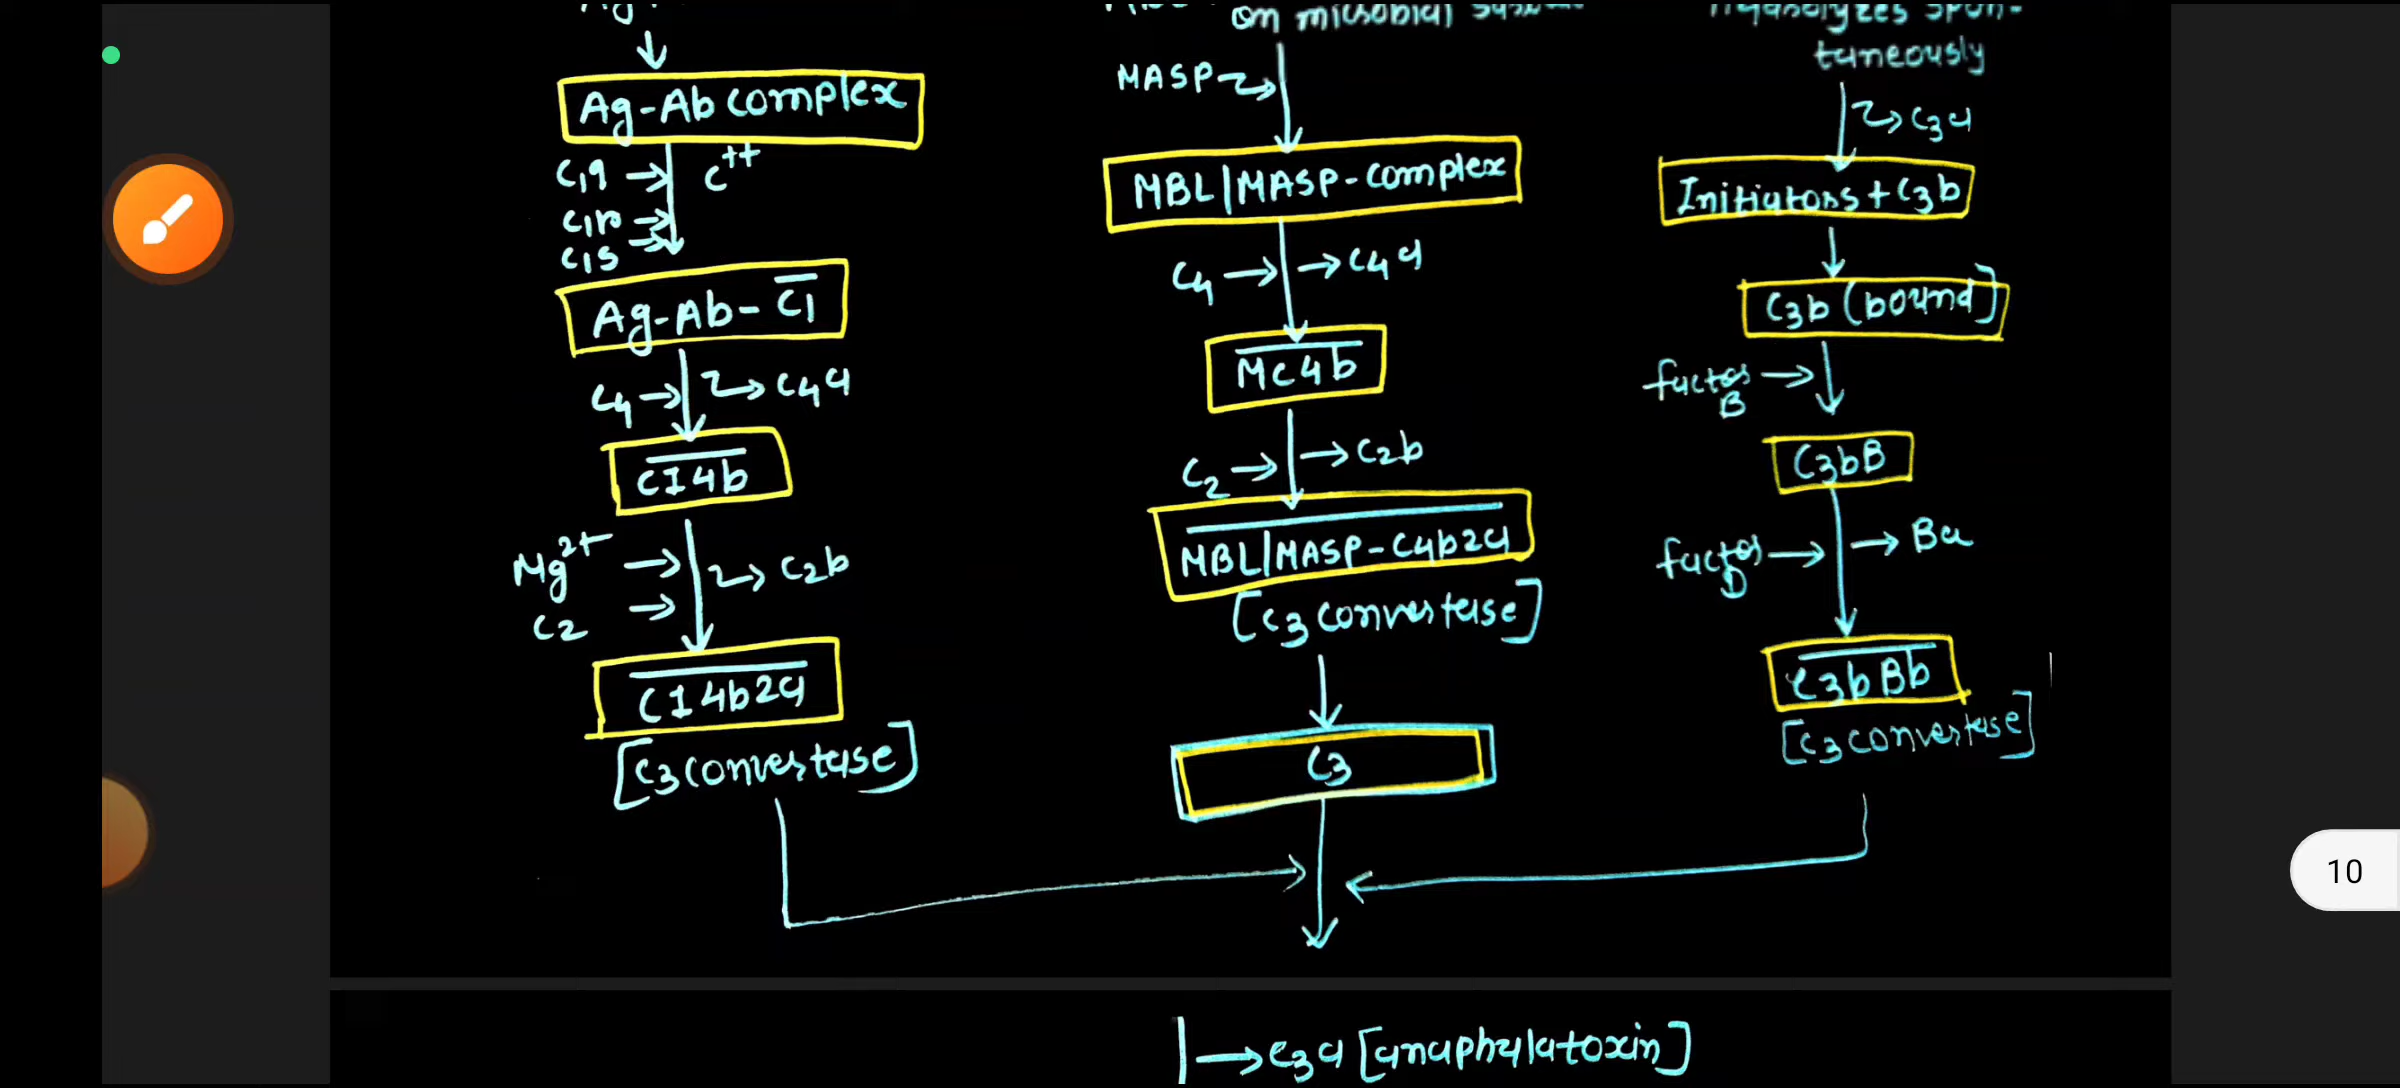 on microbial
taneously
Ag-Ab complex
C1q
C++
C1r
C1s
Ag-Ab-C1
C4
C4a
C14b
Mg2+
C2
C2b
C14b2a
[C3 convertase]
MASP
MBL/MASP-complex
C4
C4a
MC4b
C2
C2b
MBL/MASP-C4b2a
[C3 convertase]
C3
C3a
Initiators + C3b
C3b (bound)
factor
B
C3bB
factor
D
Ba
C3bBb
[C3 convertase]
10
C3a [anaphylatoxin]